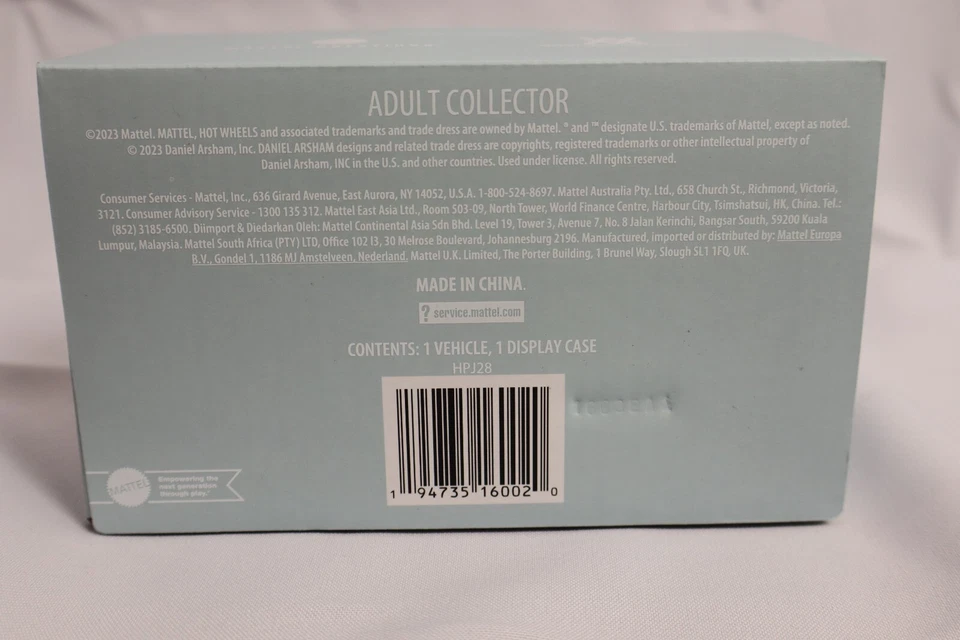 ADULT COLLECTOR
©2023 Mattel. MATTEL, HOT WHEELS and associated trademarks and trade dress are owned by Mattel. ® and ™ designate U.S. trademarks of Mattel, except as noted.
© 2023 Daniel Arsham, Inc. DANIEL ARSHAM designs and related trade dress are copyrights, registered trademarks or other intellectual property of
Daniel Arsham, INC in the U.S. and other countries. Used under license. All rights reserved.
Consumer Services - Mattel, Inc., 636 Girard Avenue, East Aurora, NY 14052, U.S.A. 1-800-524-8697. Mattel Australia Pty. Ltd., 658 Church St., Richmond, Victoria,
3121. Consumer Advisory Service - 1300 135 312. Mattel East Asia Ltd., Room 503-09, North Tower, World Finance Centre, Harbour City, Tsimshatsui, HK, China. Tel.:
(852) 3185-6500. Diimport & Diedarkan Oleh: Mattel Continental Asia Sdn Bhd. Level 19, Tower 3, Avenue 7, No. 8 Jalan Kerinchi, Bangsar South, 59200 Kuala
Lumpur, Malaysia. Mattel South Africa (PTY) LTD, Office 102 I3, 30 Melrose Boulevard, Johannesburg 2196. Manufactured, imported or distributed by: Mattel Europa
B.V., Gondel 1, 1186 MJ Amstelveen, Nederland. Mattel U.K. Limited, The Porter Building, 1 Brunel Way, Slough SL1 1FQ, UK.
MADE IN CHINA.
? service.mattel.com
CONTENTS: 1 VEHICLE, 1 DISPLAY CASE
HPJ28
1 94735 16002 0
MATTEL
Empowering the
next generation
through play.™